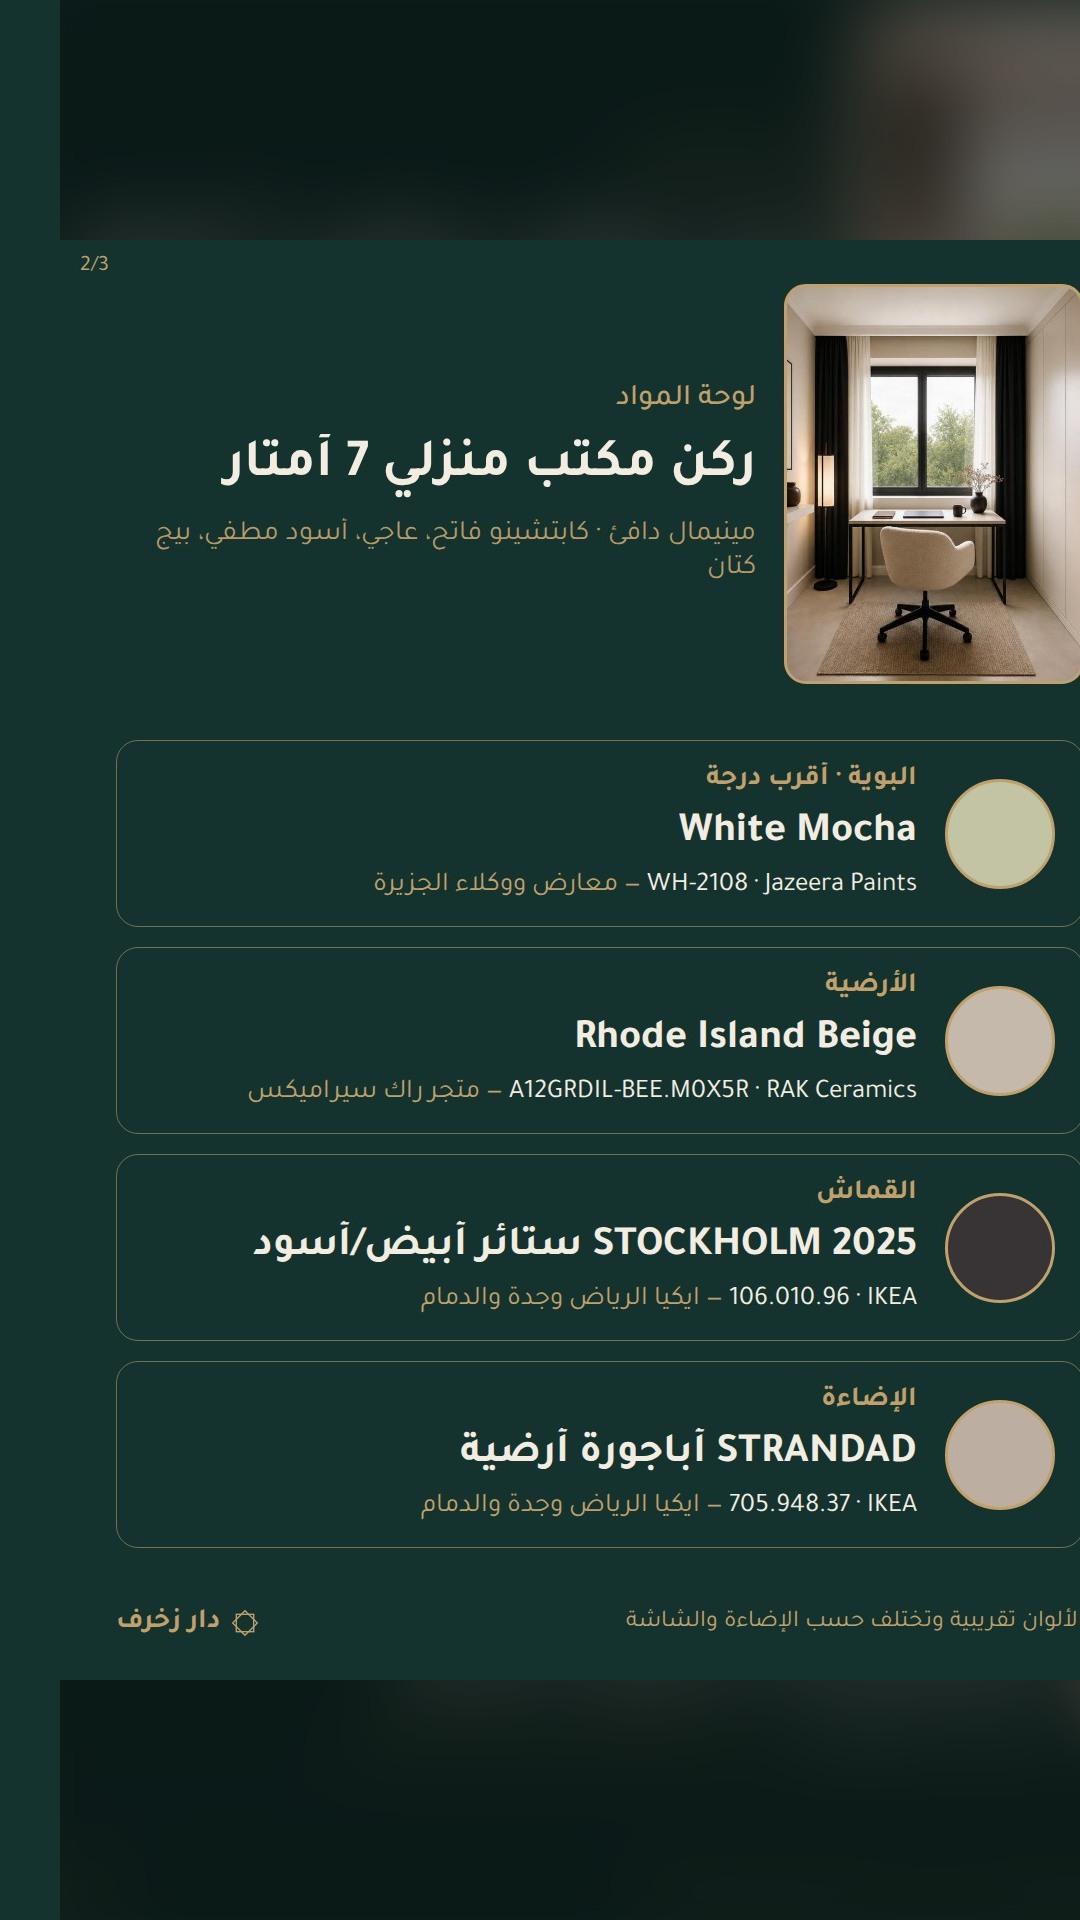 2/3
لوحة المواد
ركن مكتب منزلي 7 أمتار
مينيمال دافئ · كابتشينو فاتح، عاجي، أسود مطفي، بيج
كتان
البوية · أقرب درجة
White Mocha
WH-2108 · Jazeera Paints – معارض ووكلاء الجزيرة
الأرضية
Rhode Island Beige
A12GRDIL-BEE.M0X5R · RAK Ceramics – متجر راك سيراميكس
القماش
STOCKHOLM 2025 ستائر أبيض/أسود
106.010.96 · IKEA – ايكيا الرياض وجدة والدمام
الإضاءة
STRANDAD أباجورة أرضية
705.948.37 · IKEA – ايكيا الرياض وجدة والدمام
لألوان تقريبية وتختلف حسب الإضاءة والشاشة
دار زخرف